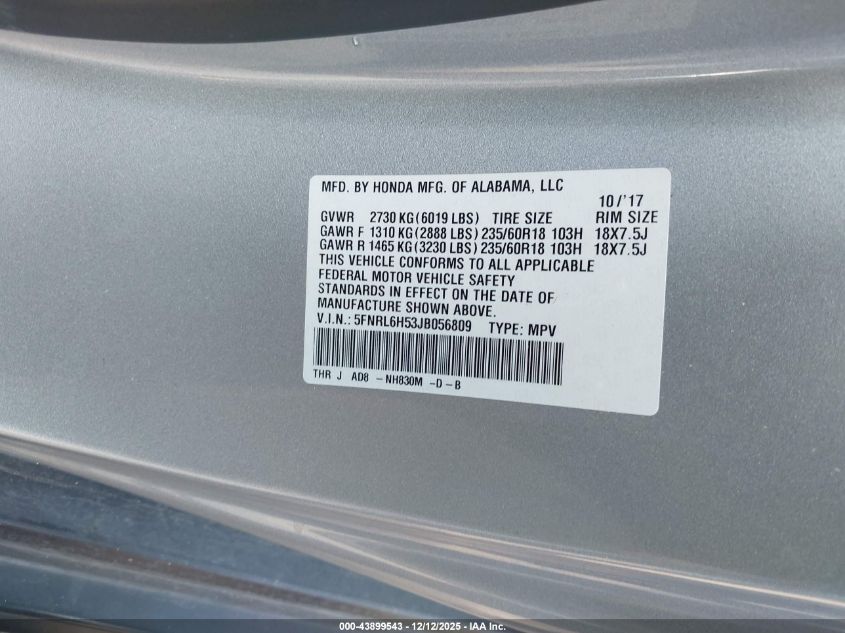 MFD. BY HONDA MFG. OF ALABAMA, LLC
10/'17
GVWR 2730 KG(6019 LBS) TIRE SIZE RIM SIZE
GAWR F 1310 KG(2888 LBS) 235/60R18 103H 18X7.5J
GAWR R 1465 KG(3230 LBS) 235/60R18 103H 18X7.5J
THIS VEHICLE CONFORMS TO ALL APPLICABLE
FEDERAL MOTOR VEHICLE SAFETY
STANDARDS IN EFFECT ON THE DATE OF
MANUFACTURE SHOWN ABOVE.
V.I.N.: 5FNRL6H53JB056809 TYPE: MPV
THR J AD8 -NH830M -D-B
000-43899543 - 12/12/2025 - IAA Inc.